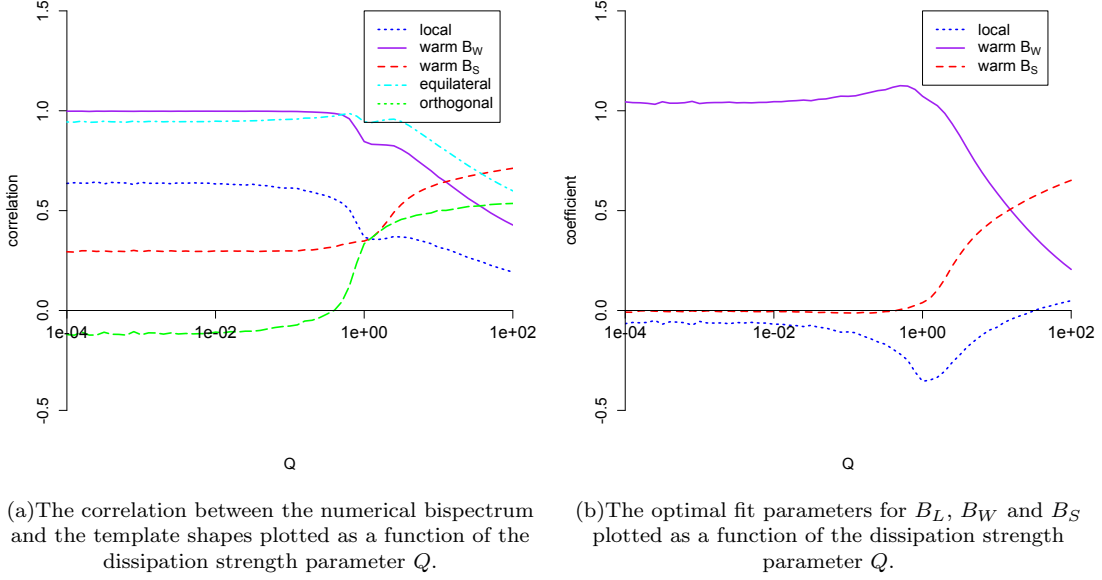 1.5
1.0
0.5
0.0
-0.5
correlation
local
warm B_W
warm B_S
equilateral
orthogonal
1e-04
1e-02
1e+00
1e+02
Q
1.5
1.0
0.5
0.0
-0.5
coefficient
local
warm B_W
warm B_S
1e-04
1e-02
1e+00
1e+02
Q
(a)The correlation between the numerical bispectrum
and the template shapes plotted as a function of the
dissipation strength parameter Q.
(b)The optimal fit parameters for B_L, B_W and B_S
plotted as a function of the dissipation strength
parameter Q.